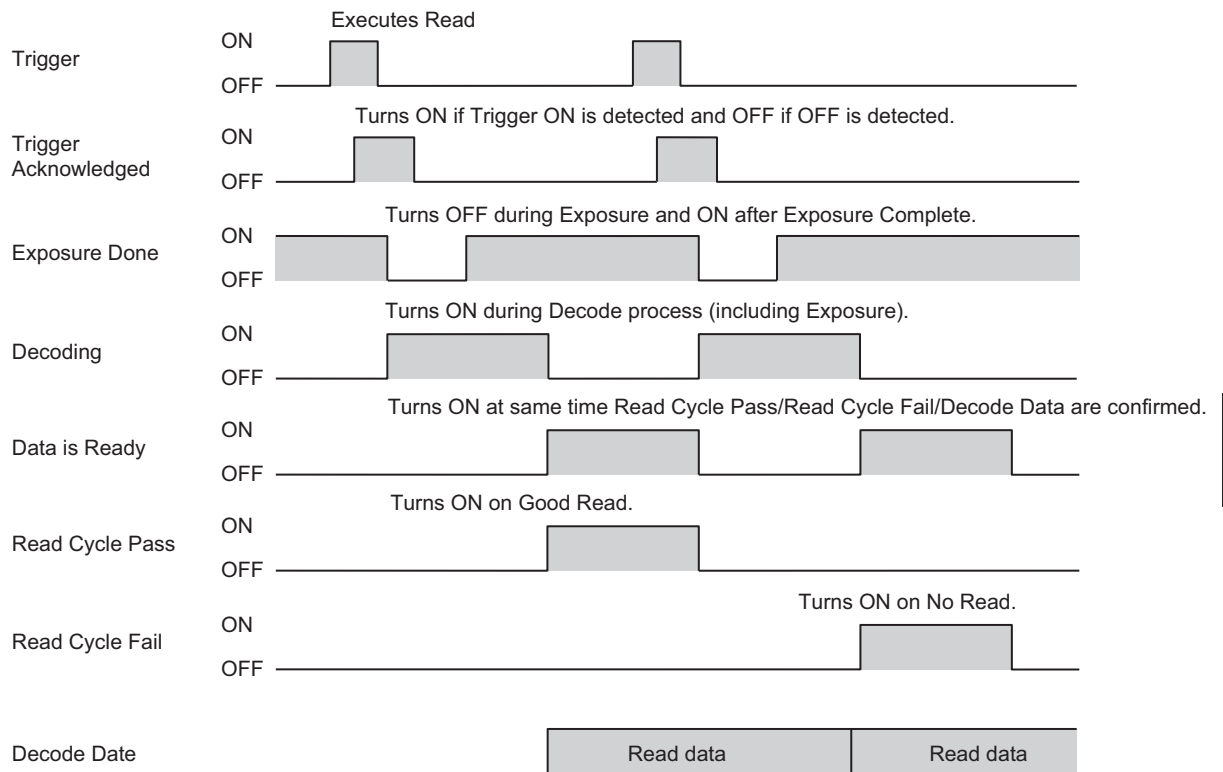 Executes Read
Trigger
ON
OFF
Turns ON if Trigger ON is detected and OFF if OFF is detected.
Trigger
Acknowledged
ON
OFF
Turns OFF during Exposure and ON after Exposure Complete.
Exposure Done
ON
OFF
Turns ON during Decode process (including Exposure).
Decoding
ON
OFF
Turns ON at same time Read Cycle Pass/Read Cycle Fail/Decode Data are confirmed.
Data is Ready
ON
OFF
Turns ON on Good Read.
Read Cycle Pass
ON
OFF
Turns ON on No Read.
Read Cycle Fail
ON
OFF
Decode Date
Read data
Read data